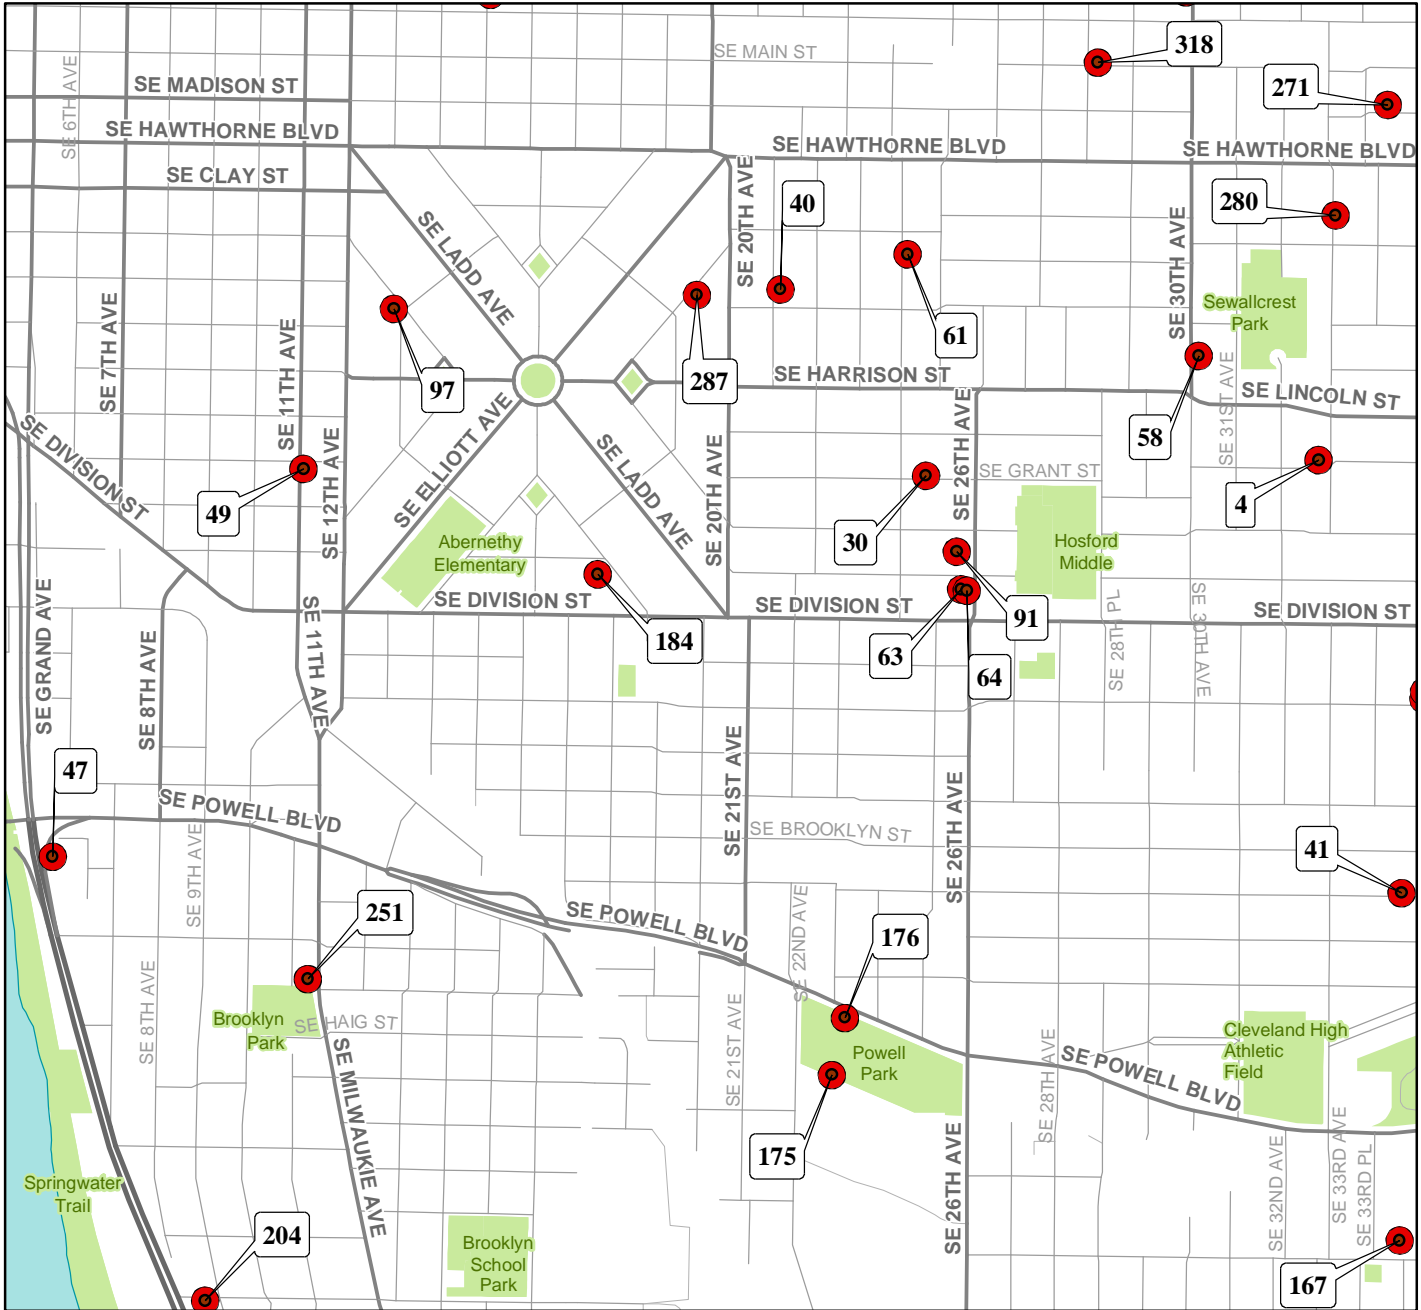 SE MAIN ST
318
271
SE 6TH AVE
SE MADISON ST
SE HAWTHORNE BLVD
SE HAWTHORNE BLVD
SE HAWTHORNE BLVD
SE CLAY ST
40
280
SE LADD AVE
SE 20TH AVE
SE 30TH AVE
61
Sewallcrest
Park
SE 7TH AVE
SE 11TH AVE
97
287
SE HARRISON ST
SE LINCOLN ST
SE 31ST AVE
58
SE DIVISION ST
SE 12TH AVE
SE ELLIOTT AVE
SE LADD AVE
SE 20TH AVE
SE 26TH AVE
SE GRANT ST
49
30
4
Abernethy
Elementary
Hosford
Middle
SE DIVISION ST
SE DIVISION ST
SE DIVISION ST
91
184
63
64
SE 28TH PL
SE 30TH AVE
SE GRAND AVE
SE 8TH AVE
SE 11TH AVE
47
SE POWELL BLVD
SE 21ST AVE
SE BROOKLYN ST
SE 26TH AVE
41
SE 9TH AVE
251
SE POWELL BLVD
SE 22ND AVE
176
SE 8TH AVE
Brooklyn
Park
SE HAIG ST
SE 21ST AVE
Powell
Park
SE 28TH AVE
SE POWELL BLVD
Cleveland High
Athletic
Field
SE MILWAUKIE AVE
175
SE 26TH AVE
SE 32ND AVE
SE 33RD AVE
SE 33RD PL
Springwater
Trail
204
Brooklyn
School
Park
167